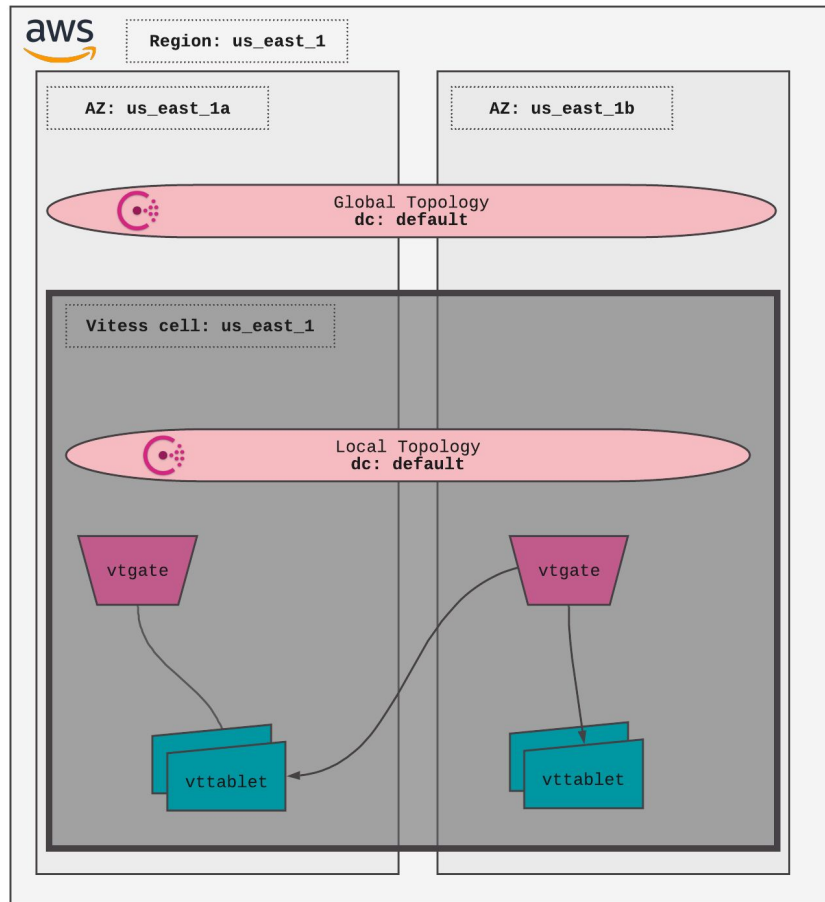 aws
Region: us_east_1
AZ: us_east_1a
AZ: us_east_1b
Global Topology
dc: default
Vitess cell: us_east_1
Local Topology
dc: default
vtgate
vtgate
vttablet
vttablet